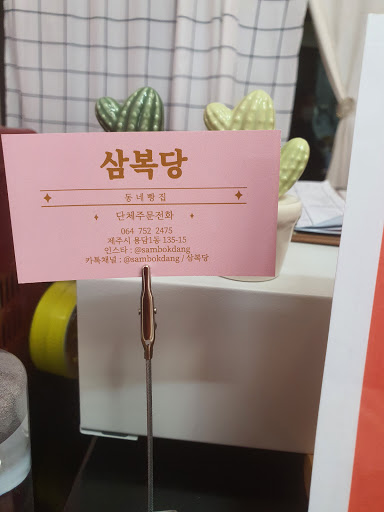 삼복당
동네빵집
단체주문전화
064 752 2475
제주시 용담1동 135-15
인스타 : @sambokdang
카톡채널 : @sambokdang / 삼복당